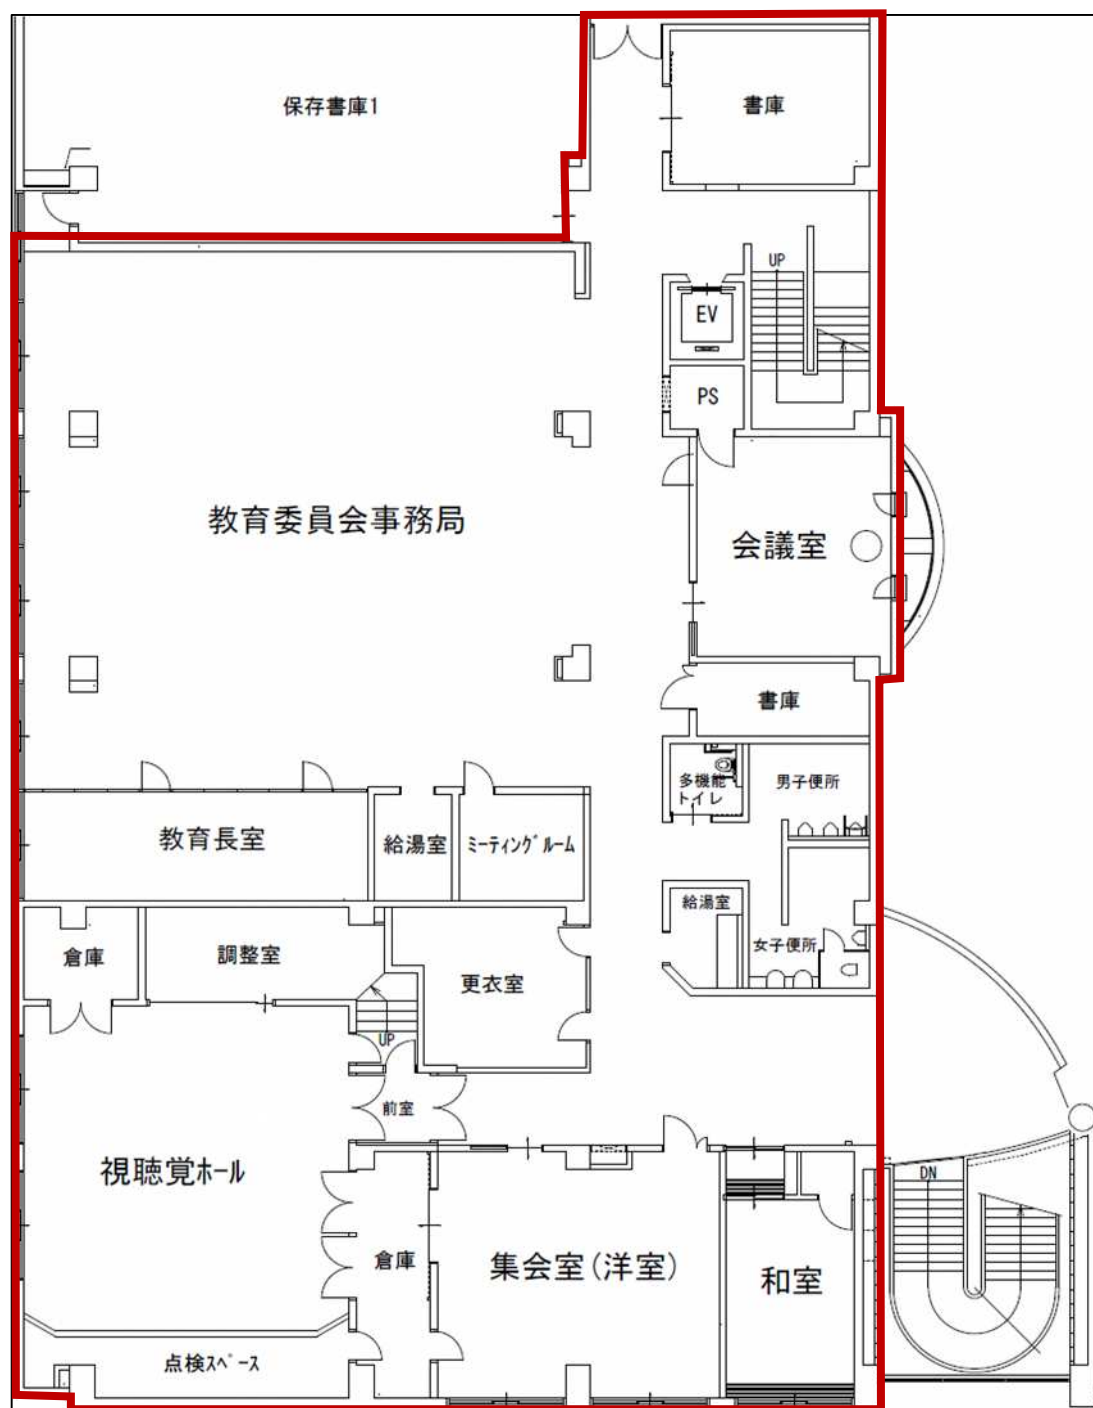 保存書庫1
書庫
UP
EV
PS
教育委員会事務局
会議室
書庫
多機能
トイレ
男子便所
教育長室
給湯室
ﾐｰﾃｨﾝｸﾞﾙｰﾑ
給湯室
倉庫
調整室
更衣室
女子便所
UP
前室
視聴覚ﾎｰﾙ
DN
倉庫
集会室(洋室)
和室
点検ｽﾍﾟｰｽ